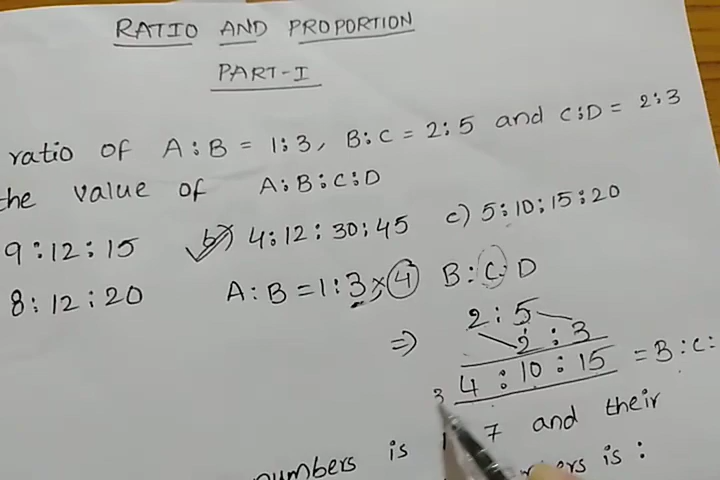 RATIO AND PROPORTION
PART-I
ratio of A:B = 1:3, B:C = 2:5 and C:D = 2:3
the value of A:B:C:D
9:12:15 b) 4:12:30:45 c) 5:10:15:20
8:12:20 A:B = 1:3×4 B:C:D
2:5
=> 2:3
3 4:10:15 = B:C:
numbers is 7 and their
is: